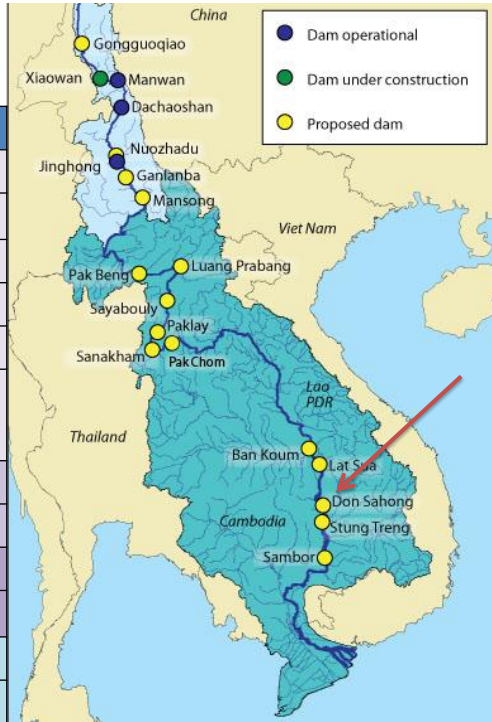 China
Gongguoqiao
Dam operational
Xiaowan
Manwan
Dam under construction
Dachaoshan
Proposed dam
Nuozhadu
Jinghong
Ganlanba
Mansong
Viet Nam
Pak Beng
Luang Prabang
Sayabouly
Paklay
Sanakham
PakChom
Lao
PDR
Thailand
Ban Koum
Lat Sua
Don Sahong
Cambodia
Stung Treng
Sambor